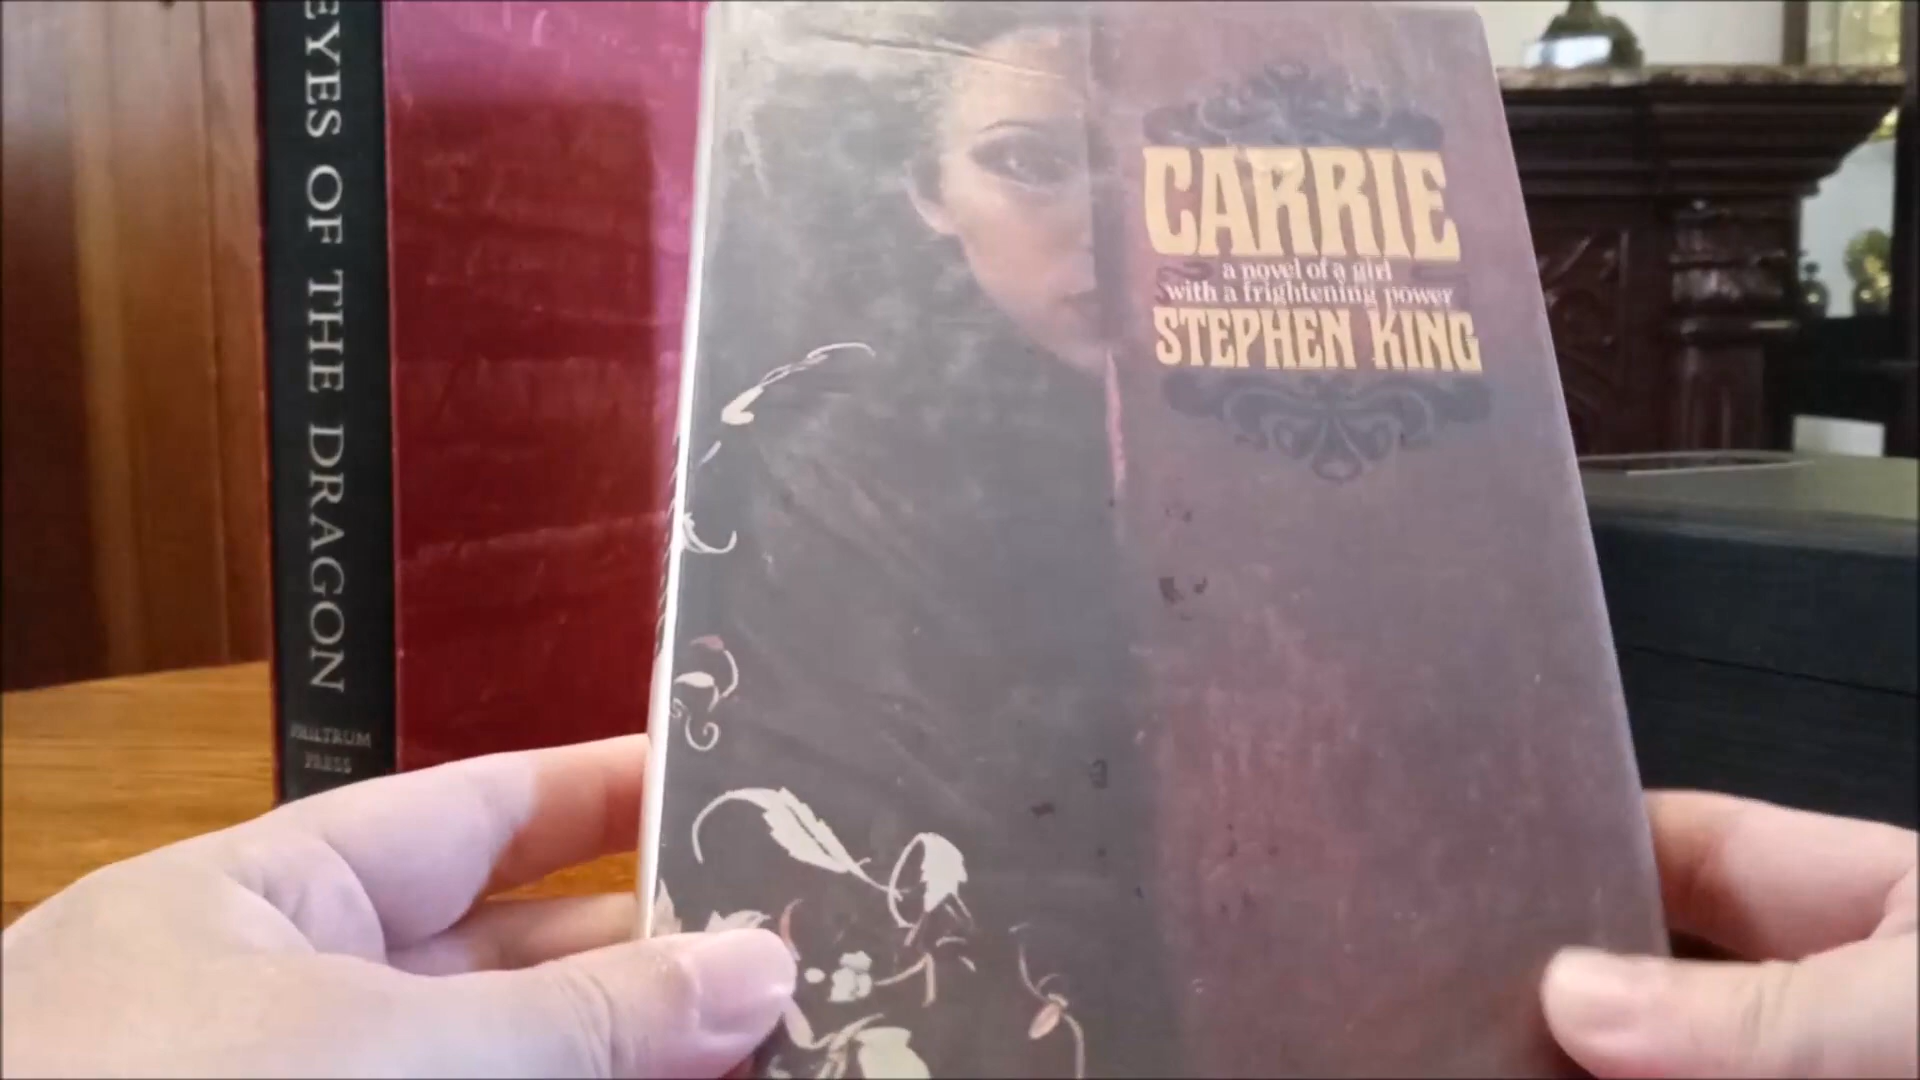 EYES OF THE DRAGON
PHILTRUM
PRESS
CARRIE
a novel of a girl
with a frightening power
STEPHEN KING